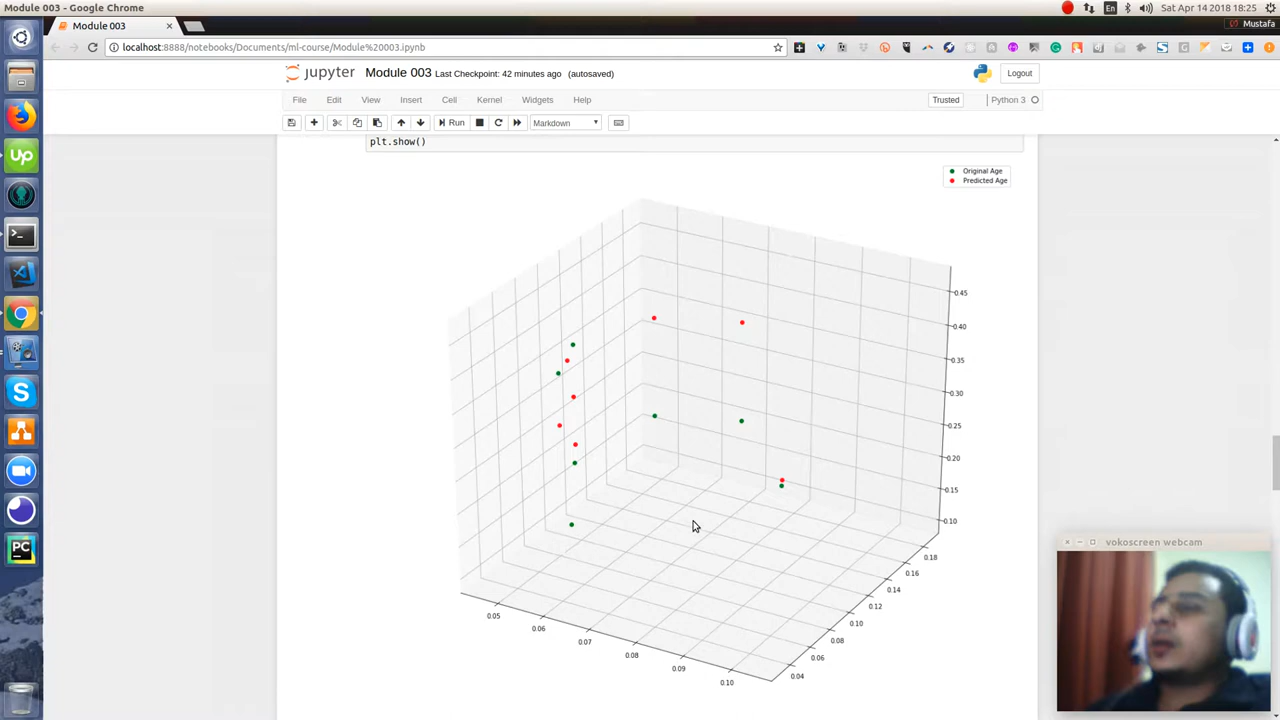 Module 003 - Google Chrome
En
Sat Apr 14 2018 18:25
Module 003
Mustafa
localhost:8888/notebooks/Documents/ml-course/Module%20003.ipynb
jupyter
Module 003 Last Checkpoint: 42 minutes ago (autosaved)
Logout
File
Edit
View
Insert
Cell
Kernel
Widgets
Help
Trusted
Python 3
Run
Markdown
plt.show()
Original Age
Predicted Age
0.45
0.40
0.35
0.30
0.25
0.20
0.15
0.10
0.18
0.16
0.14
0.12
0.10
0.08
0.06
0.04
0.05
0.06
0.07
0.08
0.09
0.10
vokoscreen webcam
Up
PC